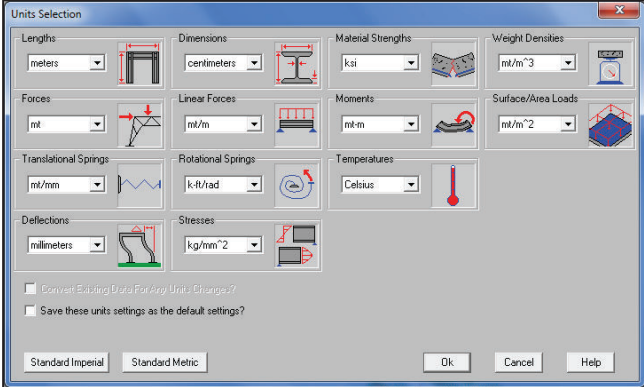 Units Selection
Lengths Dimensions Material Strengths Weight Densities
meters centimeters ksi mt/m^3
Forces Linear Forces Moments Surface/Area Loads
mt mt/m mt-m mt/m^2
Translational Springs Rotational Springs Temperatures
mt/mm k-ft/rad Celsius
Deflections Stresses
millimeters kg/mm^2
Convert Existing Data For Any Units Changes?
Save these units settings as the default settings?
Standard Imperial Standard Metric Ok Cancel Help